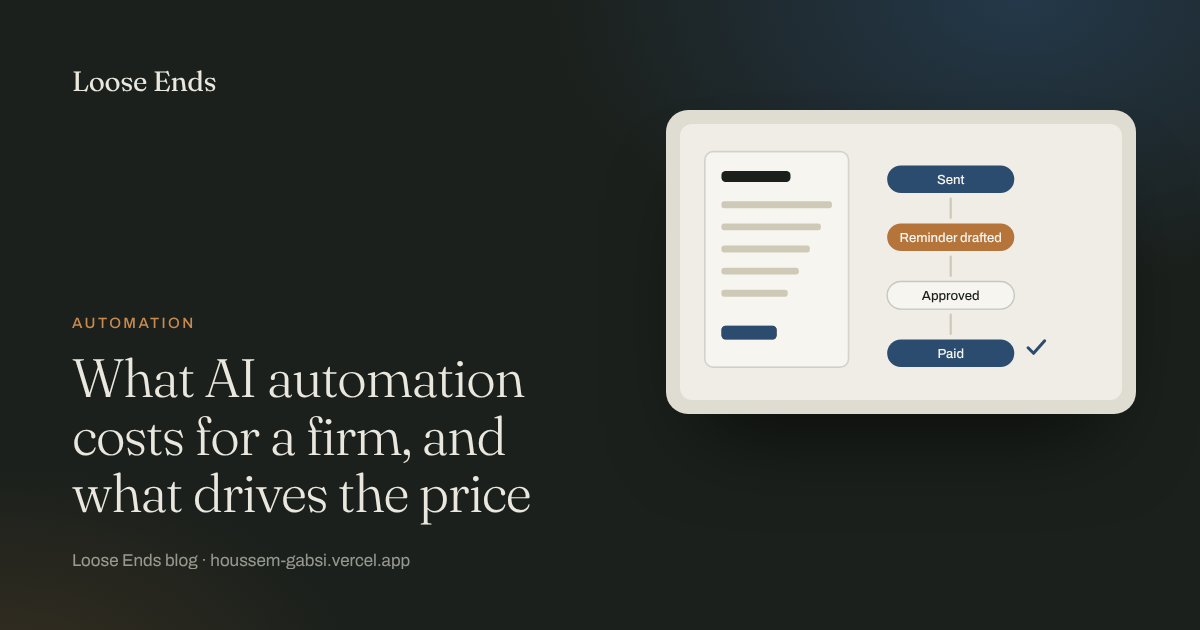 Loose Ends
AUTOMATION
What AI automation
costs for a firm, and
what drives the price
Loose Ends blog · houssem-gabsi.vercel.app
Sent
Reminder drafted
Approved
Paid